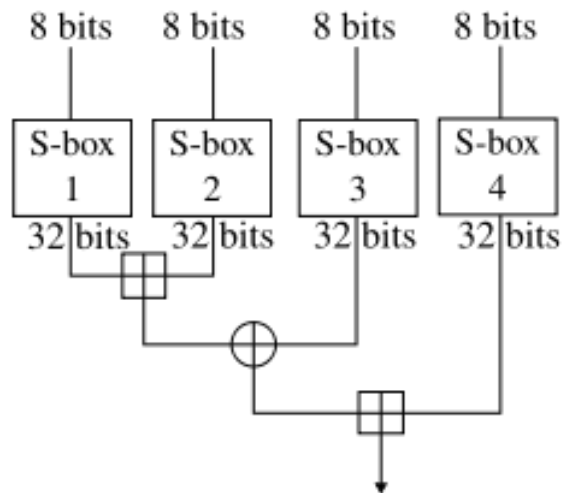 8 bits 8 bits 8 bits 8 bits
S-box S-box S-box S-box
1 2 3 4
32 bits 32 bits 32 bits 32 bits